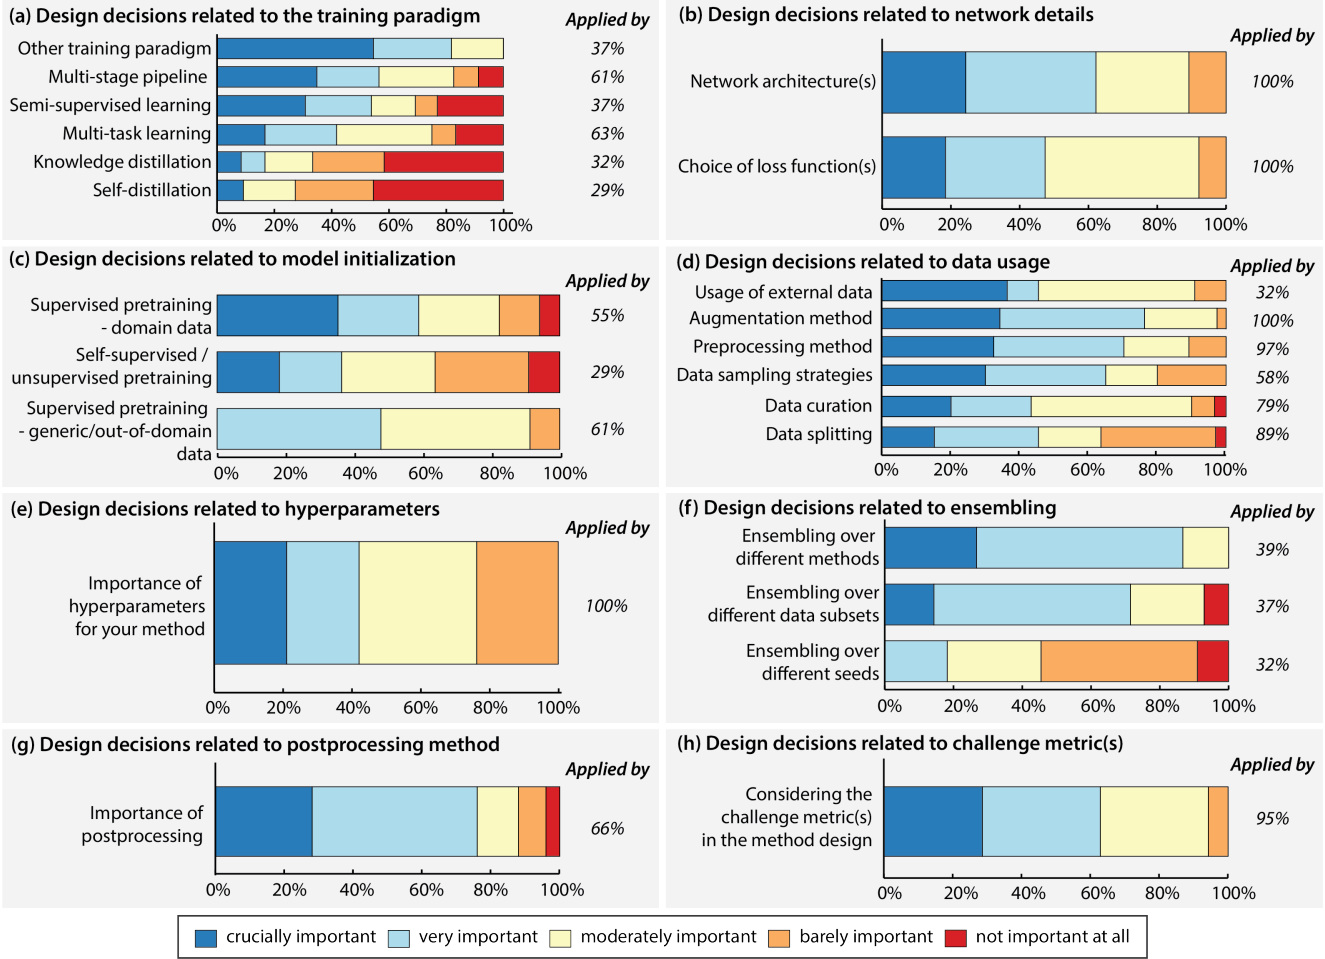 (a) Design decisions related to the training paradigm
Applied by
Other training paradigm 37%
Multi-stage pipeline 61%
Semi-supervised learning 37%
Multi-task learning 63%
Knowledge distillation 32%
Self-distillation 29%
0% 20% 40% 60% 80% 100%
(b) Design decisions related to network details
Applied by
Network architecture(s) 100%
Choice of loss function(s) 100%
0% 20% 40% 60% 80% 100%
(c) Design decisions related to model initialization
Applied by
Supervised pretraining
- domain data 55%
Self-supervised /
unsupervised pretraining 29%
Supervised pretraining
- generic/out-of-domain 61%
data
0% 20% 40% 60% 80% 100%
(d) Design decisions related to data usage
Applied by
Usage of external data 32%
Augmentation method 100%
Preprocessing method 97%
Data sampling strategies 58%
Data curation 79%
Data splitting 89%
0% 20% 40% 60% 80% 100%
(e) Design decisions related to hyperparameters
Applied by
Importance of
hyperparameters 100%
for your method
0% 20% 40% 60% 80% 100%
(f) Design decisions related to ensembling
Applied by
Ensembling over
different methods 39%
Ensembling over
different data subsets 37%
Ensembling over
different seeds 32%
0% 20% 40% 60% 80% 100%
(g) Design decisions related to postprocessing method
Applied by
Importance of
postprocessing 66%
0% 20% 40% 60% 80% 100%
(h) Design decisions related to challenge metric(s)
Applied by
Considering the
challenge metric(s) 95%
in the method design
0% 20% 40% 60% 80% 100%
crucially important very important moderately important barely important not important at all